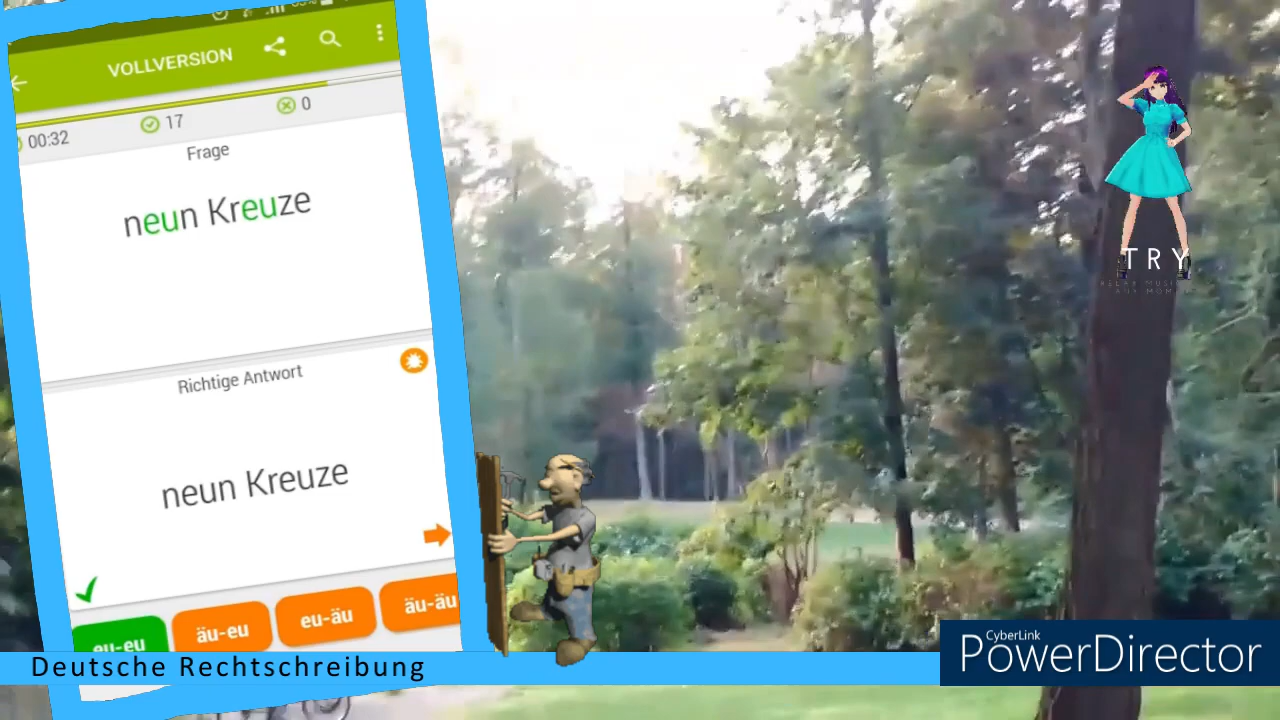 VOLLVERSION
00:32
17
0
Frage
neun Kreuze
Richtige Antwort
neun Kreuze
eu-eu
äu-eu
eu-äu
äu-äu
Deutsche Rechtschreibung
TRY
CyberLink
PowerDirector